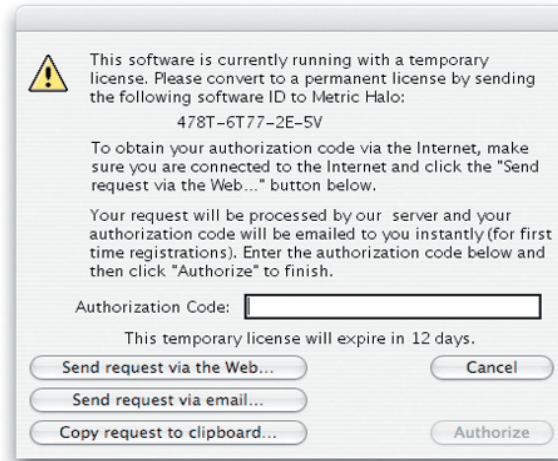 This software is currently running with a temporary
license. Please convert to a permanent license by sending
the following software ID to Metric Halo:
478T-6T77-2E-5V
To obtain your authorization code via the Internet, make
sure you are connected to the Internet and click the "Send
request via the Web..." button below.
Your request will be processed by our  server and your
authorization code will be emailed to you instantly (for first
time registrations). Enter the authorization code below and
then click "Authorize" to finish.
Authorization Code:
This temporary license will expire in 12 days.
Send request via the Web...
Cancel
Send request via email...
Copy request to clipboard...
Authorize